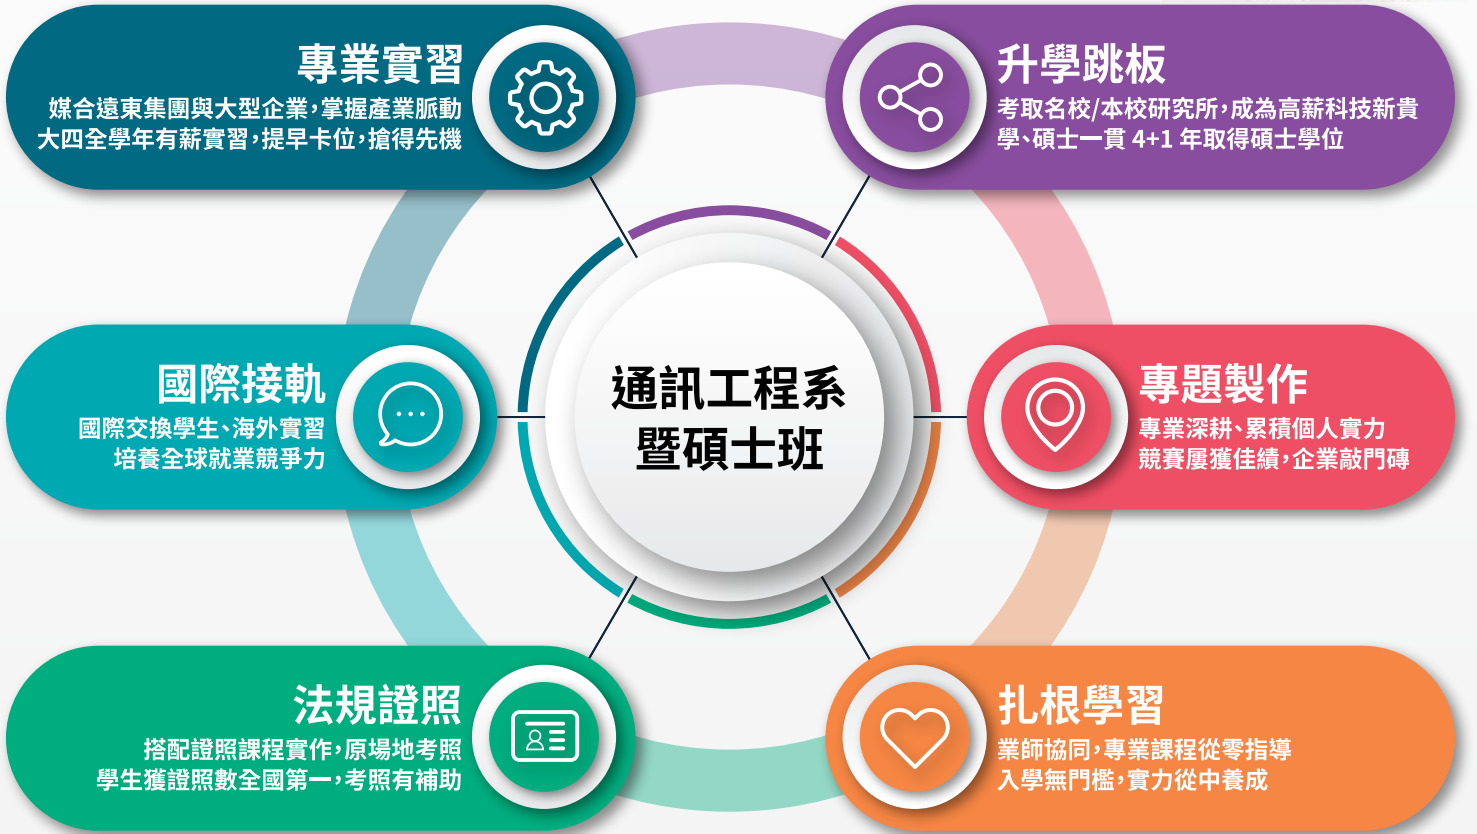 專業實習
媒合遠東集團與大型企業,掌握產業脈動
大四全學年有薪實習,提早卡位,搶得先機
升學跳板
考取名校/本校研究所,成為高薪科技新貴
學、碩士一貫 4+1 年取得碩士學位
國際接軌
國際交換學生、海外實習
培養全球就業競爭力
通訊工程系
暨碩士班
專題製作
專業深耕、累積個人實力
競賽屢獲佳績,企業敲門磚
法規證照
搭配證照課程實作,原場地考照
學生獲證照數全國第一,考照有補助
扎根學習
業師協同,專業課程從零指導
入學無門檻,實力從中養成